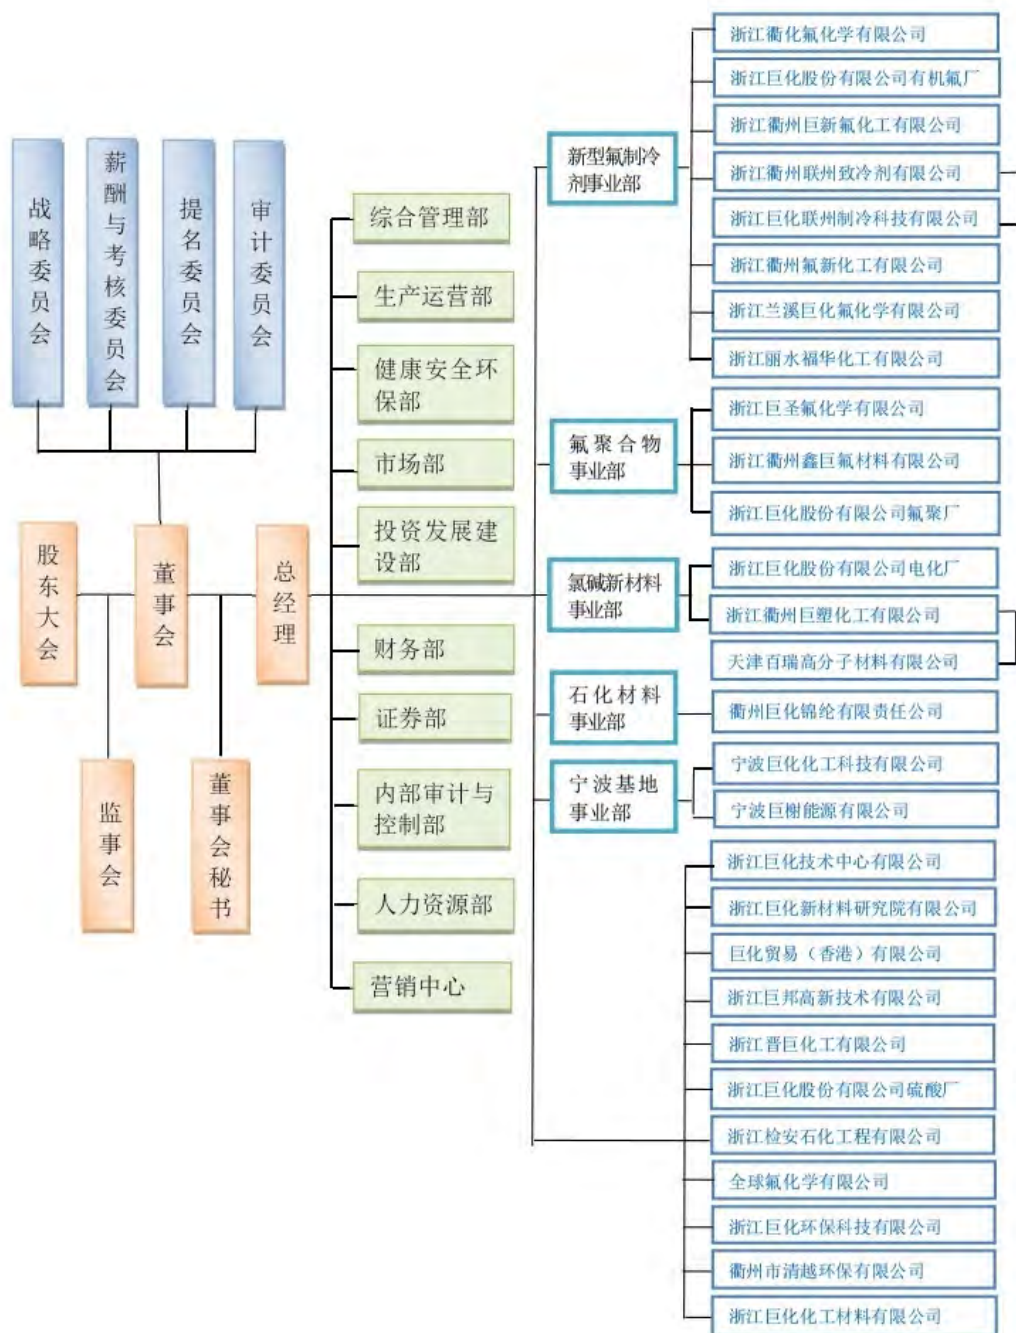 战略委员会
薪酬与考核委员会
提名委员会
审计委员会
股东大会
董事会
总经理
监事会
董事会秘书
综合管理部
生产运营部
健康安全环
保部
市场部
投资发展建
设部
财务部
证券部
内部审计与
控制部
人力资源部
营销中心
新型氟制冷
剂事业部
氟聚合物
事业部
氯碱新材料
事业部
石化材料
事业部
宁波基地
事业部
浙江衢化氟化学有限公司
浙江巨化股份有限公司有机氟厂
浙江衢州巨新氟化工有限公司
浙江衢州联州致冷剂有限公司
浙江巨化联州制冷科技有限公司
浙江衢州氟新化工有限公司
浙江兰溪巨化氟化学有限公司
浙江丽水福华化工有限公司
浙江巨圣氟化学有限公司
浙江衢州鑫巨氟材料有限公司
浙江巨化股份有限公司氟聚厂
浙江巨化股份有限公司电化厂
浙江衢州巨塑化工有限公司
天津百瑞高分子材料有限公司
衢州巨化锦纶有限责任公司
宁波巨化化工科技有限公司
宁波巨榭能源有限公司
浙江巨化技术中心有限公司
浙江巨化新材料研究院有限公司
巨化贸易（香港）有限公司
浙江巨邦高新技术有限公司
浙江晋巨化工有限公司
浙江巨化股份有限公司硫酸厂
浙江检安石化工程有限公司
全球氟化学有限公司
浙江巨化环保科技有限公司
衢州市清越环保有限公司
浙江巨化化工材料有限公司